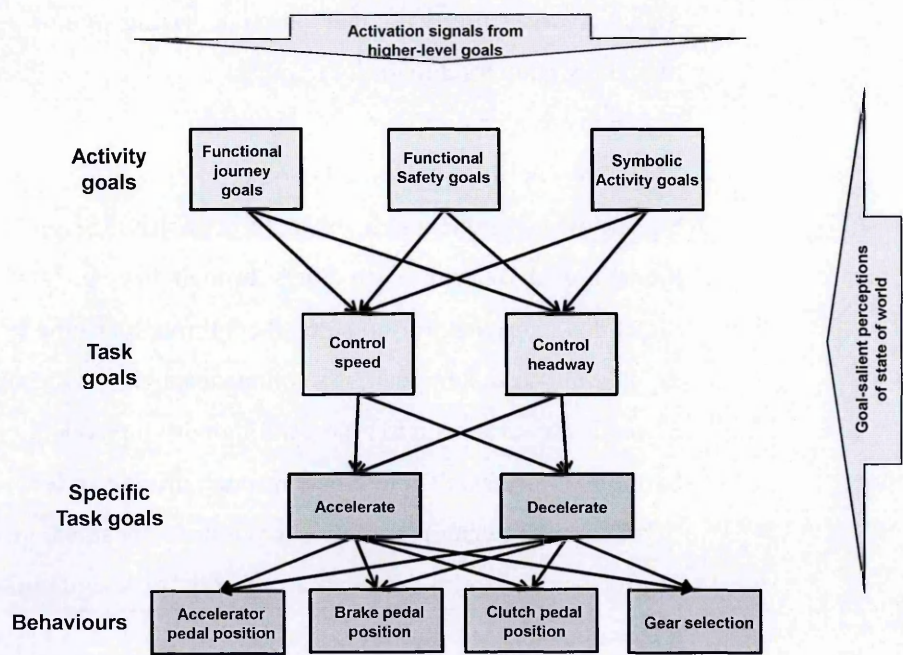 Activation signals from
higher-level goals
Activity
goals
Functional
journey
goals
Functional
Safety goals
Symbolic
Activity goals
Goal-salient perceptions
of state of world
Task
goals
Control
speed
Control
headway
Specific
Task goals
Accelerate
Decelerate
Behaviours
Accelerator
pedal position
Brake pedal
position
Clutch pedal
position
Gear selection